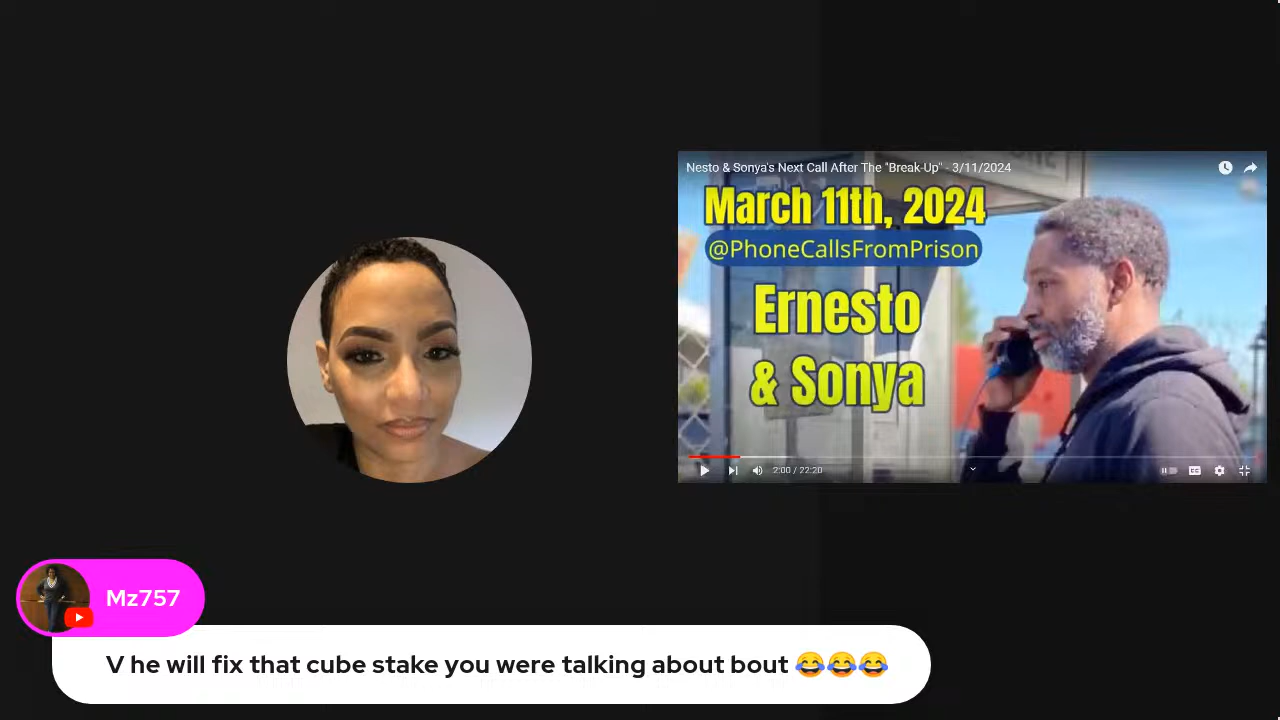 Nesto & Sonya's Next Call After The "Break-Up" - 3/11/2024
March 11th, 2024
@PhoneCallsFromPrison
Ernesto
& Sonya
2:00 / 22:20
CC
Mz757
V he will fix that cube stake you were talking about bout 😂😂😂